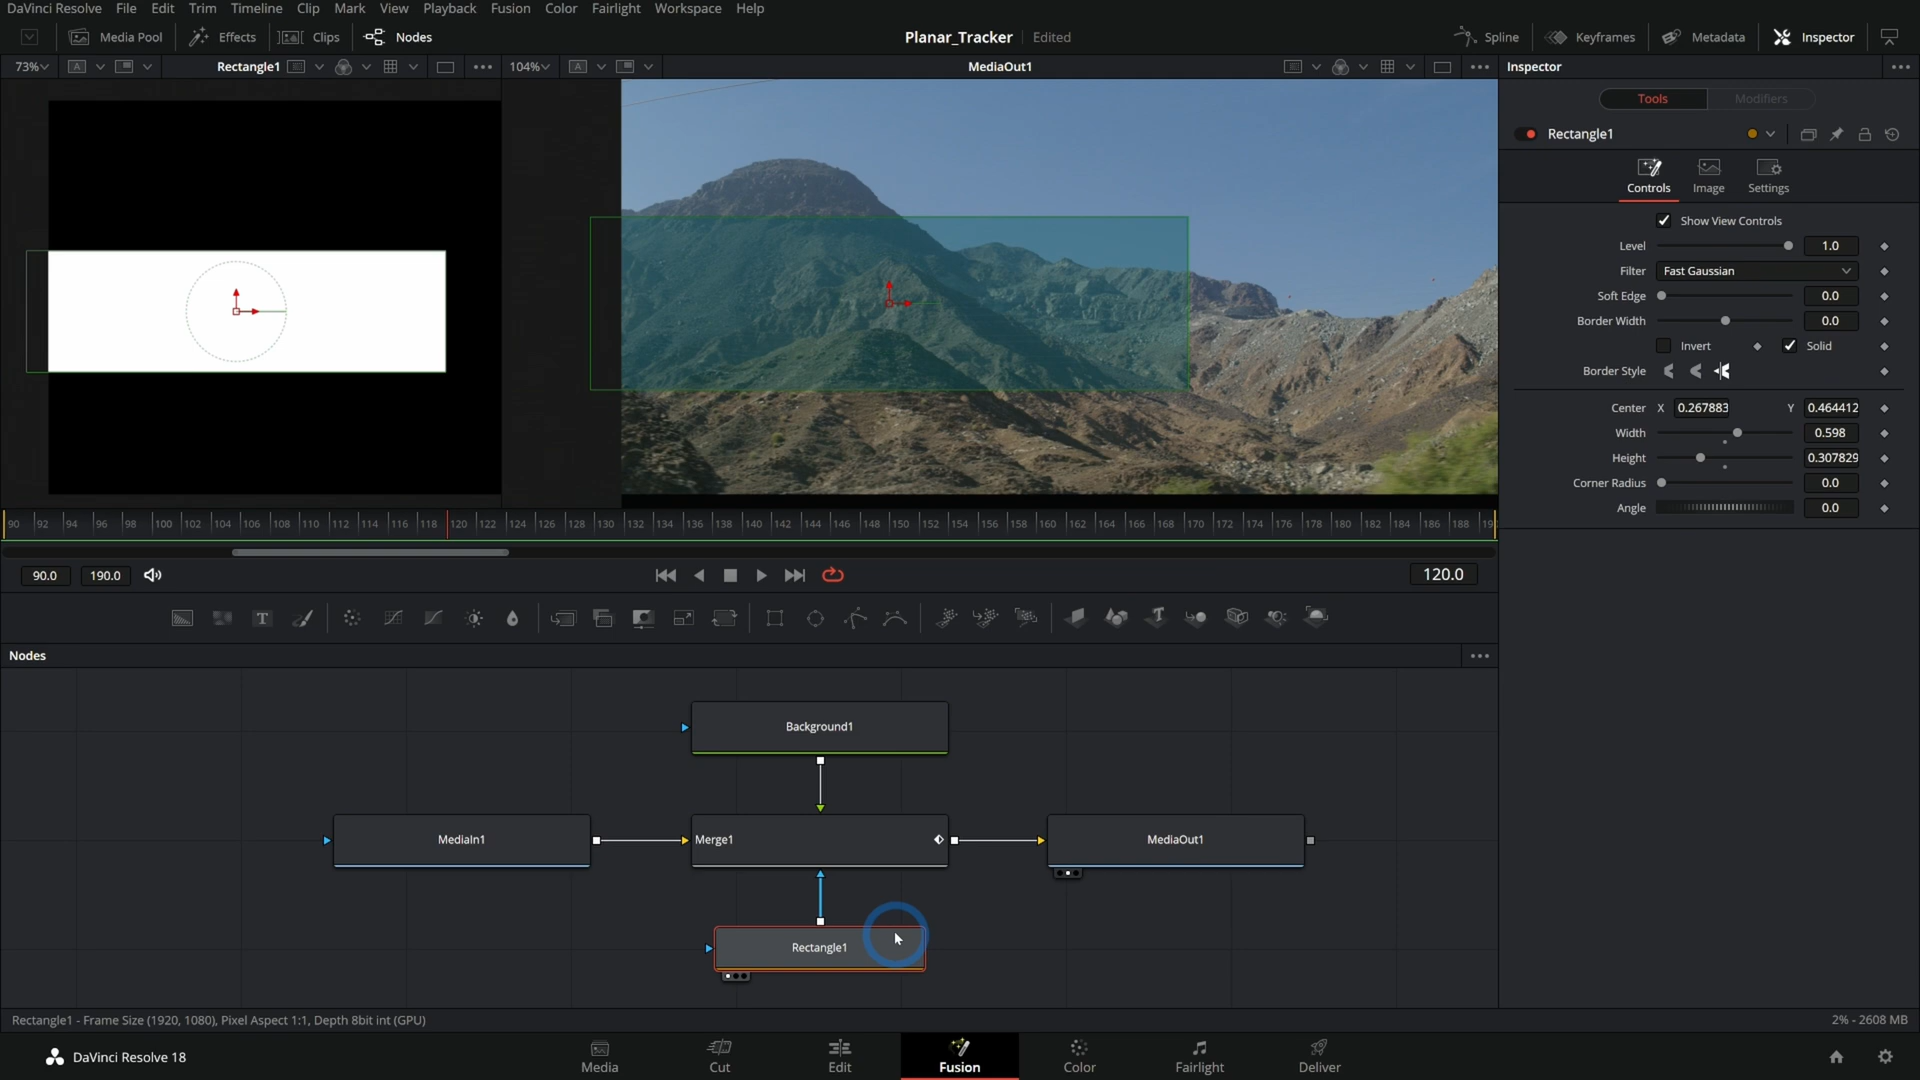 DaVinci Resolve File Edit Trim Timeline Clip Mark View Playback Fusion Color Fairlight Workspace Help
Media Pool Effects Clips Nodes Planar_Tracker Edited Spline Keyframes Metadata Inspector
73% A Rectangle1 104% A MediaOut1 Inspector
Tools Modifiers
Rectangle1
Controls Image Settings
Show View Controls
Level 1.0
Filter Fast Gaussian
Soft Edge 0.0
Border Width 0.0
Invert Solid
Border Style
Center X 0.267883 Y 0.464412
Width 0.598
Height 0.307829
Corner Radius 0.0
Angle 0.0
90 92 94 96 98 100 102 104 106 108 110 112 114 116 118 120 122 124 126 128 130 132 134 136 138 140 142 144 146 148 150 152 154 156 158 160 162 164 166 168 170 172 174 176 178 180 182 184 186 188
90.0 190.0 120.0
T T
Nodes
Background1
MediaIn1 Merge1 MediaOut1
Rectangle1
Rectangle1 - Frame Size (1920, 1080), Pixel Aspect 1:1, Depth 8bit int (GPU) 2% - 2608 MB
DaVinci Resolve 18 Media Cut Edit Fusion Color Fairlight Deliver